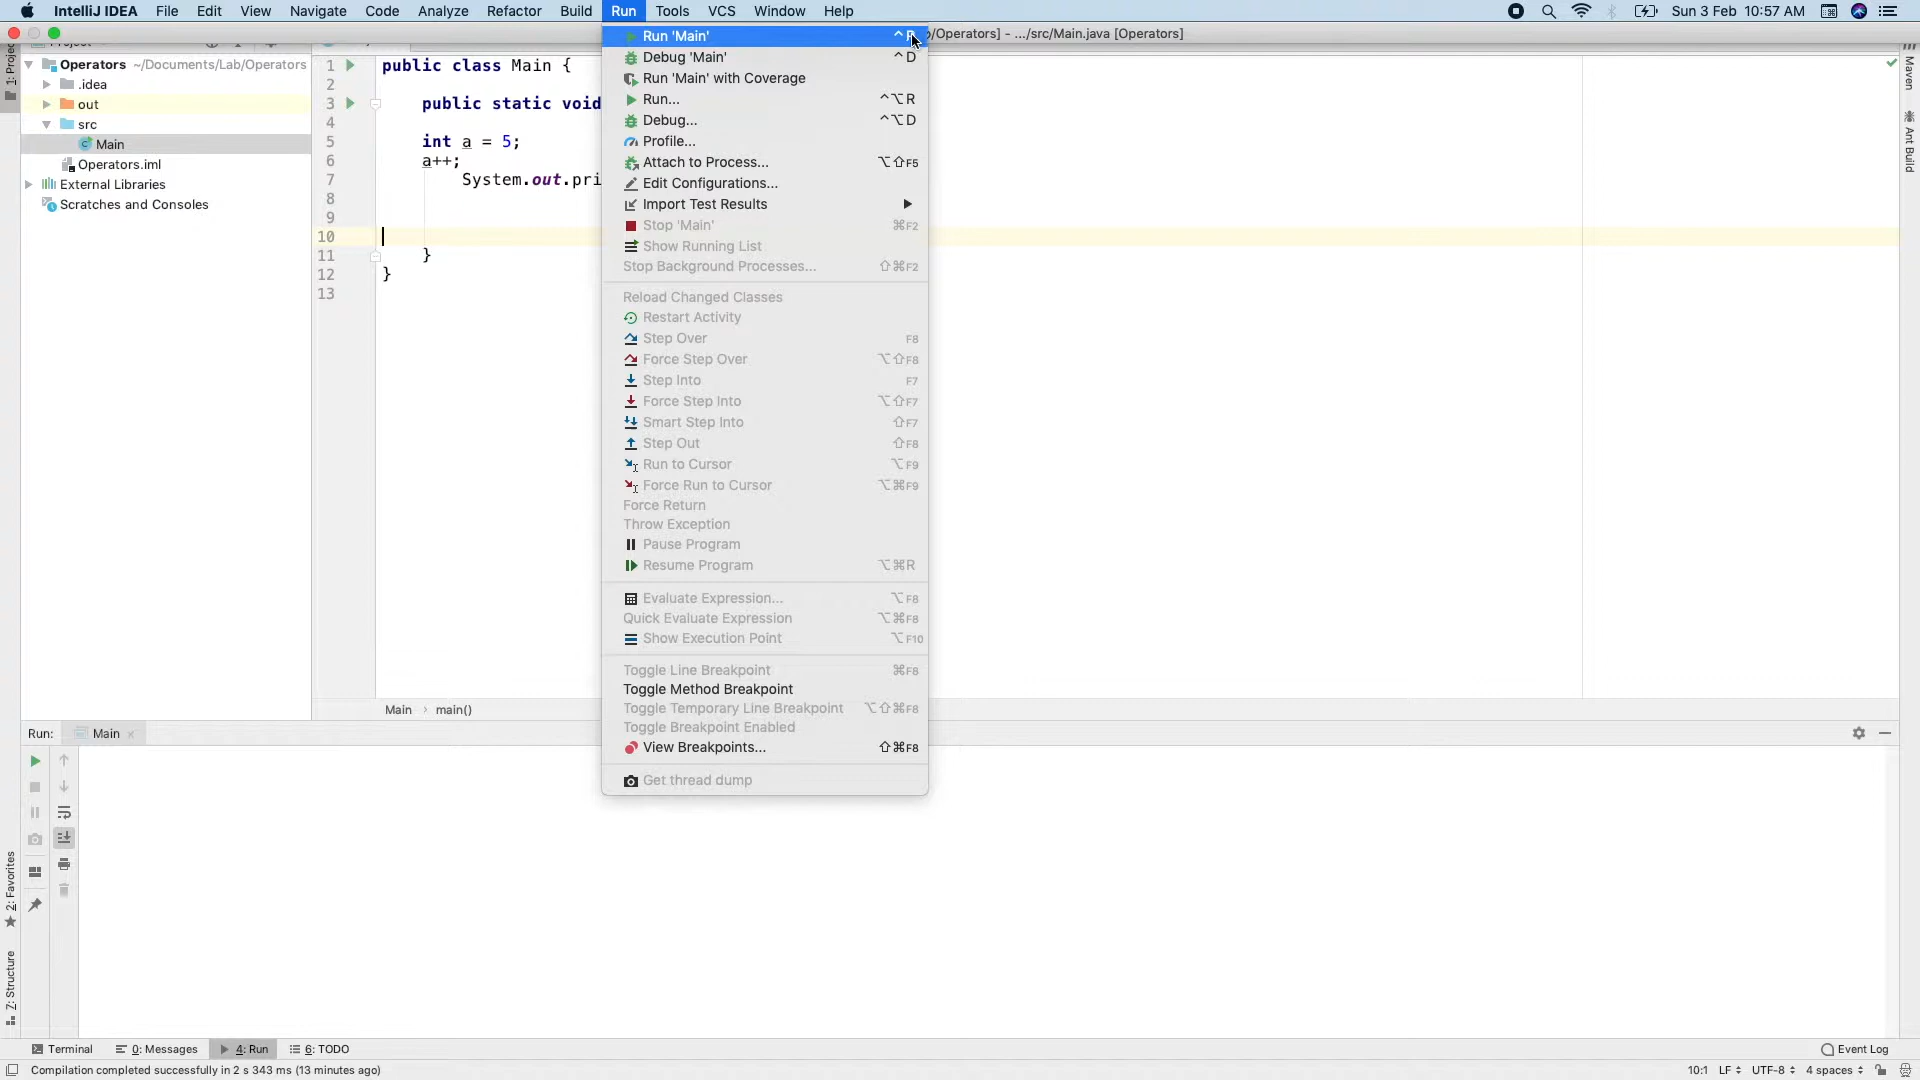 IntelliJ IDEA File Edit View Navigate Code Analyze Refactor Build Run Tools VCS Window Help Sun 3 Feb 10:57 AM
/Operators] - .../src/Main.java [Operators]
1: Project
Operators ~/Documents/Lab/Operators
.idea
out
src
Main
Operators.iml
External Libraries
Scratches and Consoles
1 public class Main {
2
3 public static void
4
5 int a = 5;
6 a++;
7 System.out.pri
8
9
10
11 }
12 }
13
Main › main()
Run 'Main' ^
Debug 'Main' ^ D
Run 'Main' with Coverage
Run... ^⌥R
Debug... ^⌥D
Profile...
Attach to Process... ⌥⇧F5
Edit Configurations...
Import Test Results
Stop 'Main' ⌘F2
Show Running List
Stop Background Processes... ⇧⌘F2
Reload Changed Classes
Restart Activity
Step Over F8
Force Step Over ⌥⇧F8
Step Into F7
Force Step Into ⌥⇧F7
Smart Step Into ⇧F7
Step Out ⇧F8
Run to Cursor ⌥F9
Force Run to Cursor ⌥⌘F9
Force Return
Throw Exception
Pause Program
Resume Program ⌥⌘R
Evaluate Expression... ⌥F8
Quick Evaluate Expression ⌥⌘F8
Show Execution Point ⌥F10
Toggle Line Breakpoint ⌘F8
Toggle Method Breakpoint
Toggle Temporary Line Breakpoint ⌥⇧⌘F8
Toggle Breakpoint Enabled
View Breakpoints... ⇧⌘F8
Get thread dump
Maven
Ant Build
Run: Main
2: Favorites
7: Structure
Terminal 0: Messages 4: Run 6: TODO Event Log
Compilation completed successfully in 2 s 343 ms (13 minutes ago) 10:1 LF UTF-8 4 spaces